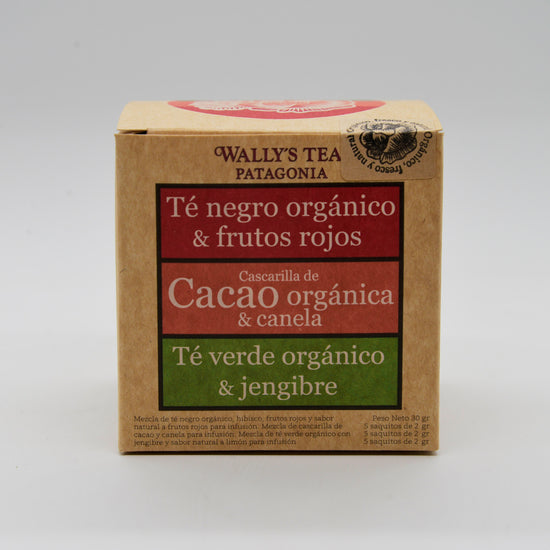 Orgánico, fresco y natural
WALLY'S TEA
PATAGONIA
Té negro orgánico
& frutos rojos
Cascarilla de
Cacao orgánica
& canela
Té verde orgánico
& jengibre
Mezcla de té negro orgánico, hibisco, frutos rojos y sabor
natural a frutos rojos para infusión. Mezcla de cascarilla de
cacao y canela para infusión. Mezcla de té verde orgánico con
jengibre y sabor natural a limón para infusión
Peso Neto 30 gr
5 saquitos de 2 gr
5 saquitos de 2 gr
5 saquitos de 2 gr